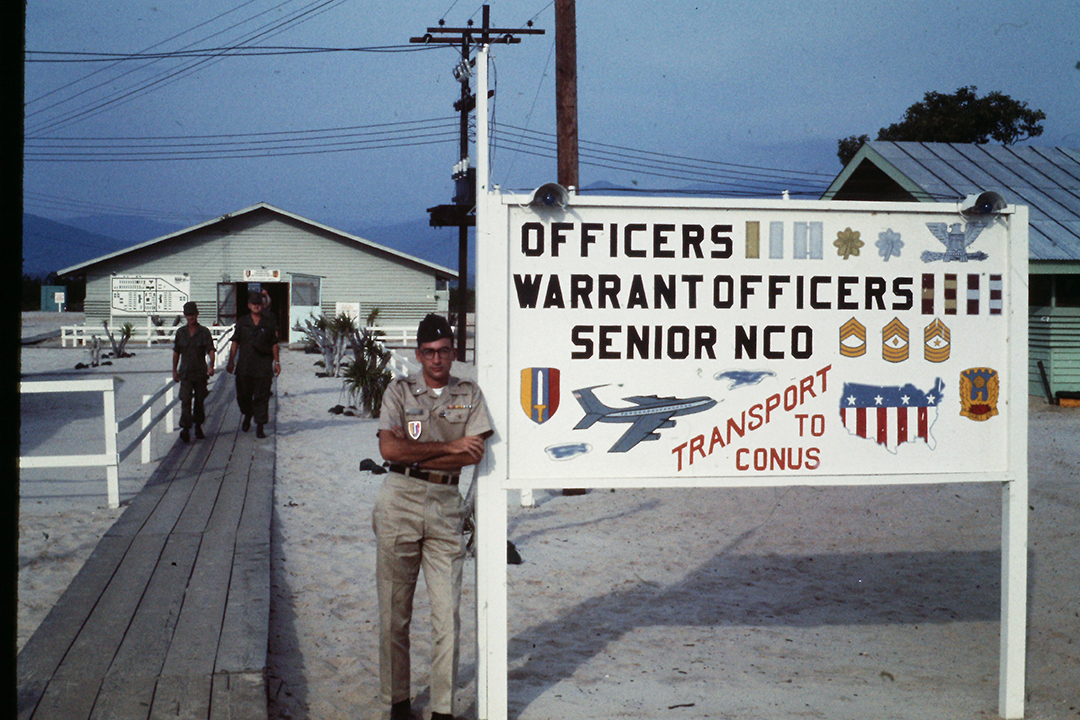 OFFICERS
WARRANT OFFICERS
SENIOR NCO
TRANSPORT
TO
CONUS